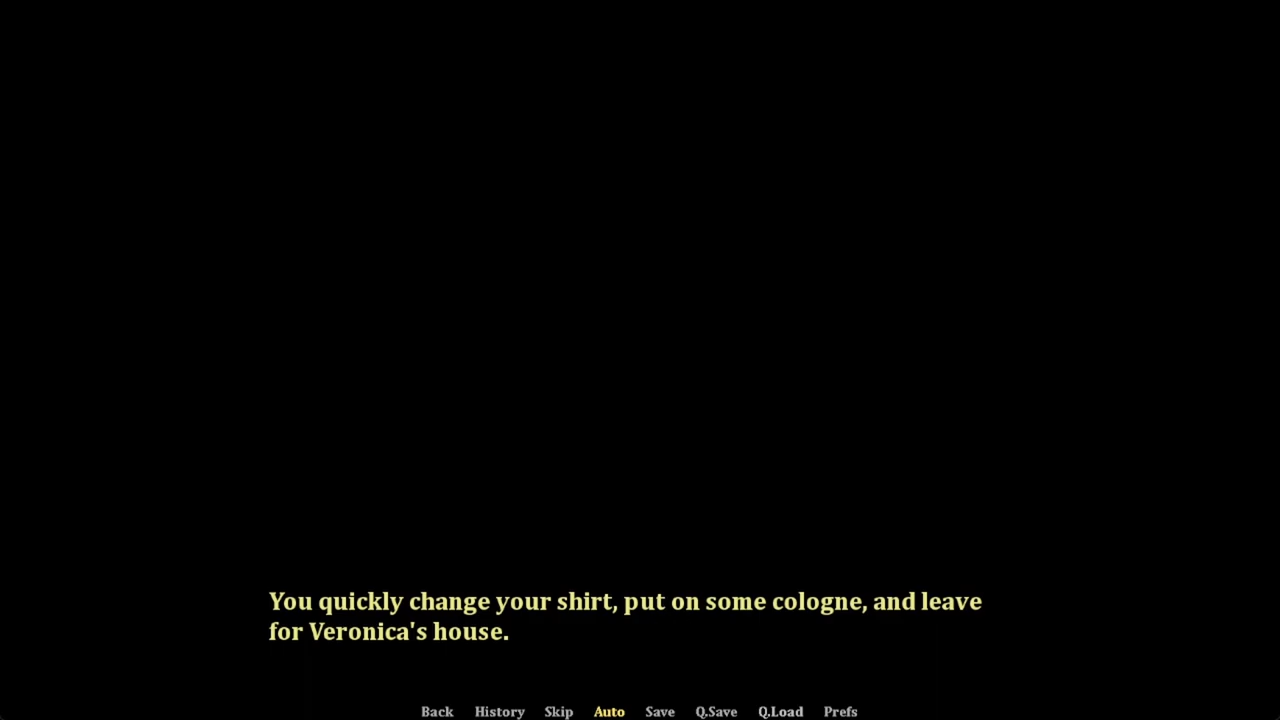 You quickly change your shirt, put on some cologne, and leave
for Veronica's house.
Back History Skip Auto Save Q.Save Q.Load Prefs